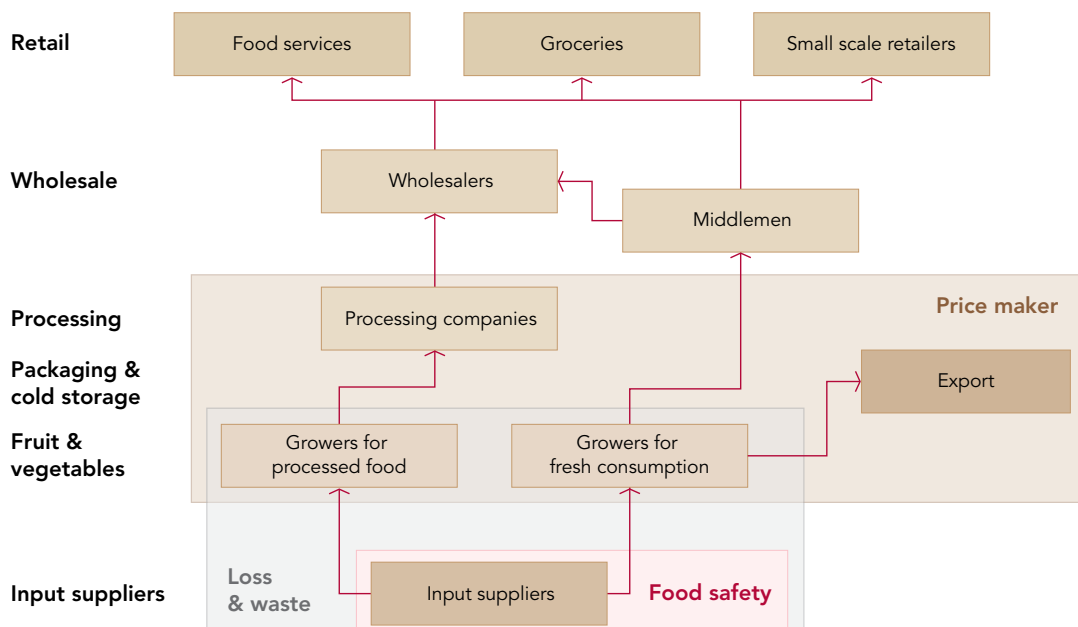 Retail
Food services
Groceries
Small scale retailers
Wholesale
Wholesalers
Middlemen
Processing
Processing companies
Price maker
Packaging &
cold storage
Export
Fruit &
vegetables
Growers for
processed food
Growers for
fresh consumption
Input suppliers
Loss
& waste
Input suppliers
Food safety